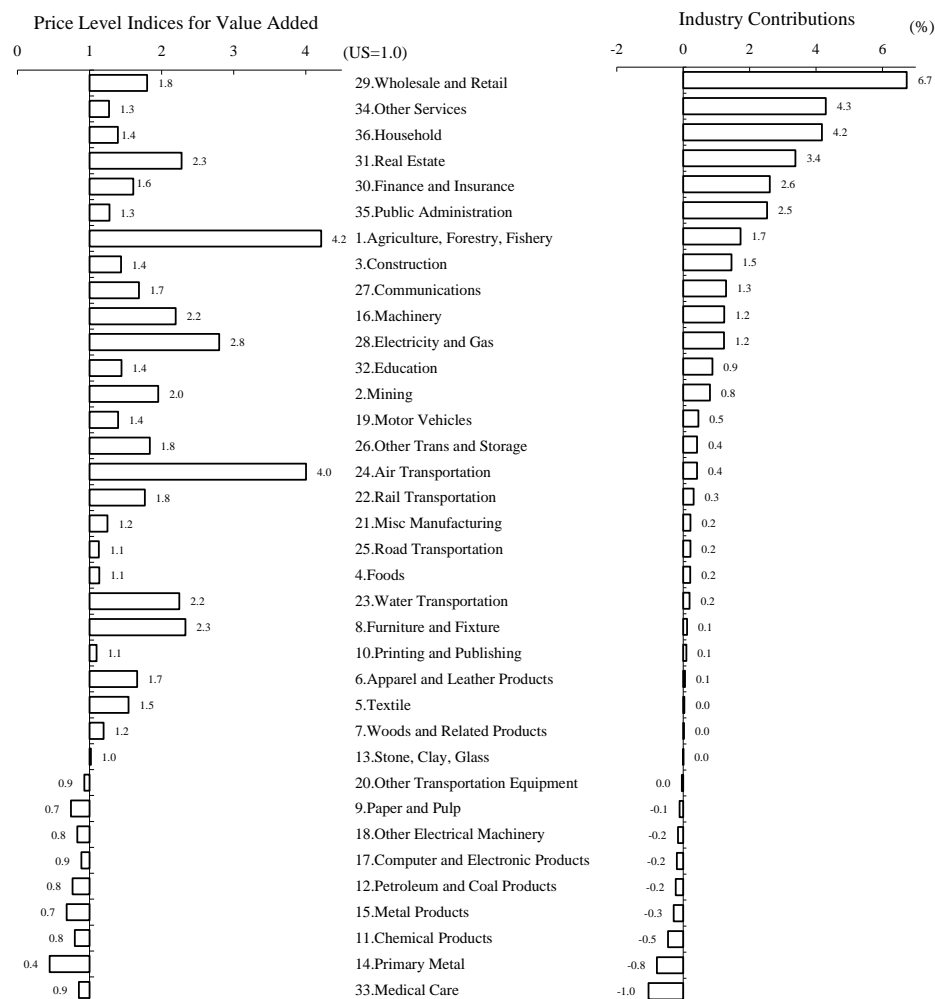 Price Level Indices for Value Added
Industry Contributions
0 1 2 3 4 (US=1.0)
-2 0 2 4 6 (%)
1.8 29.Wholesale and Retail 6.7
1.3 34.Other Services 4.3
1.4 36.Household 4.2
2.3 31.Real Estate 3.4
1.6 30.Finance and Insurance 2.6
1.3 35.Public Administration 2.5
4.2 1.Agriculture, Forestry, Fishery 1.7
1.4 3.Construction 1.5
1.7 27.Communications 1.3
2.2 16.Machinery 1.2
2.8 28.Electricity and Gas 1.2
1.4 32.Education 0.9
2.0 2.Mining 0.8
1.4 19.Motor Vehicles 0.5
1.8 26.Other Trans and Storage 0.4
4.0 24.Air Transportation 0.4
1.8 22.Rail Transportation 0.3
1.2 21.Misc Manufacturing 0.2
1.1 25.Road Transportation 0.2
1.1 4.Foods 0.2
2.2 23.Water Transportation 0.2
2.3 8.Furniture and Fixture 0.1
1.1 10.Printing and Publishing 0.1
1.7 6.Apparel and Leather Products 0.1
1.5 5.Textile 0.0
1.2 7.Woods and Related Products 0.0
1.0 13.Stone, Clay, Glass 0.0
0.9 20.Other Transportation Equipment 0.0
0.7 9.Paper and Pulp -0.1
0.8 18.Other Electrical Machinery -0.2
0.9 17.Computer and Electronic Products -0.2
0.8 12.Petroleum and Coal Products -0.2
0.7 15.Metal Products -0.3
0.8 11.Chemical Products -0.5
0.4 14.Primary Metal -0.8
0.9 33.Medical Care -1.0